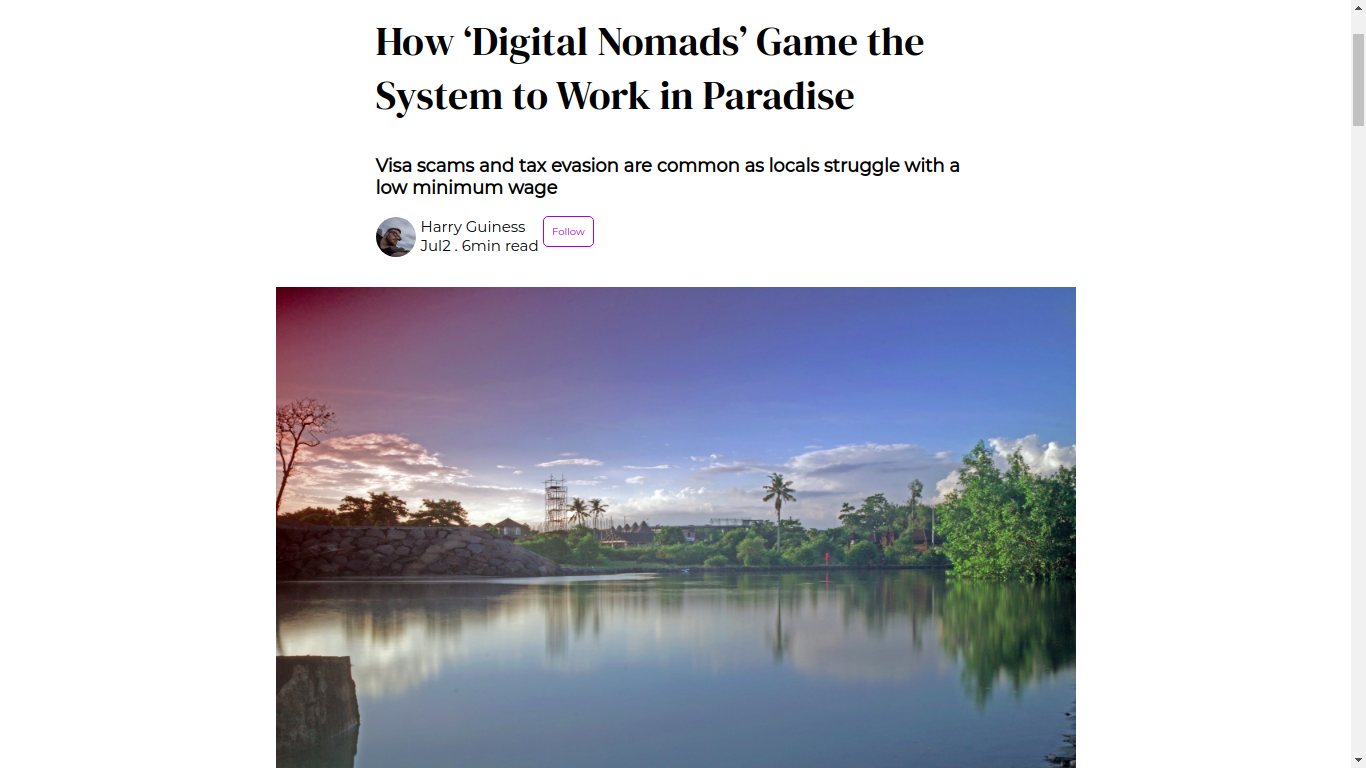 How ‘Digital Nomads’ Game the
System to Work in Paradise
Visa scams and tax evasion are common as locals struggle with a
low minimum wage
Harry Guiness
Follow
Jul2 . 6min read